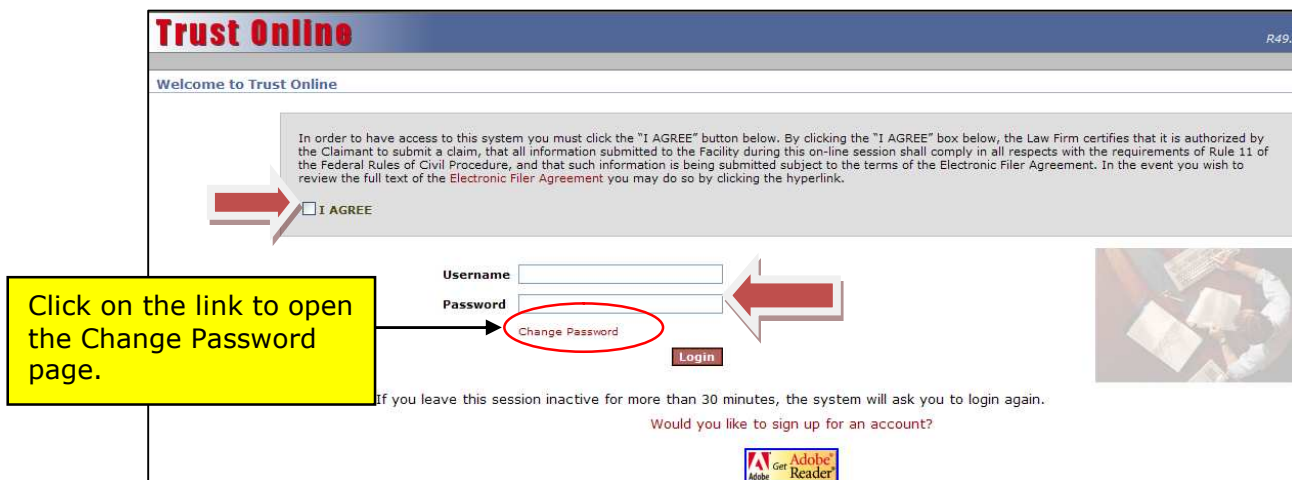 Trust Online
R49.
Welcome to Trust Online
In order to have access to this system you must click the "I AGREE" button below. By clicking the "I AGREE" box below, the Law Firm certifies that it is authorized by
the Claimant to submit a claim, that all information submitted to the Facility during this on-line session shall comply in all respects with the requirements of Rule 11 of
the Federal Rules of Civil Procedure, and that such information is being submitted subject to the terms of the Electronic Filer Agreement. In the event you wish to
review the full text of the Electronic Filer Agreement you may do so by clicking the hyperlink.
I AGREE
Username
Password
Change Password
Login
Click on the link to open
the Change Password
page.
If you leave this session inactive for more than 30 minutes, the system will ask you to login again.
Would you like to sign up for an account?
Adobe Get Adobe® Reader®